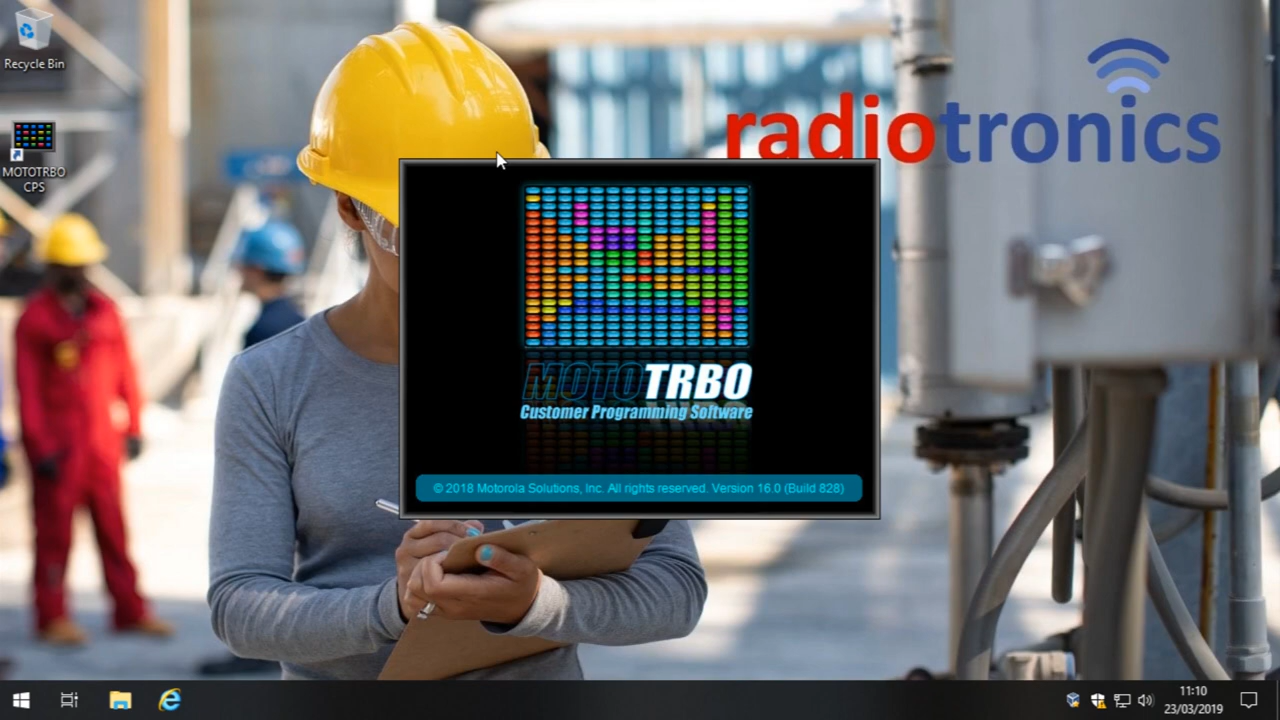 Recycle Bin
MOTOTRBO
CPS
radiotronics
MOTOTRBO
Customer Programming Software
© 2018 Motorola Solutions, Inc. All rights reserved. Version 16.0 (Build 828)
11:10
23/03/2019